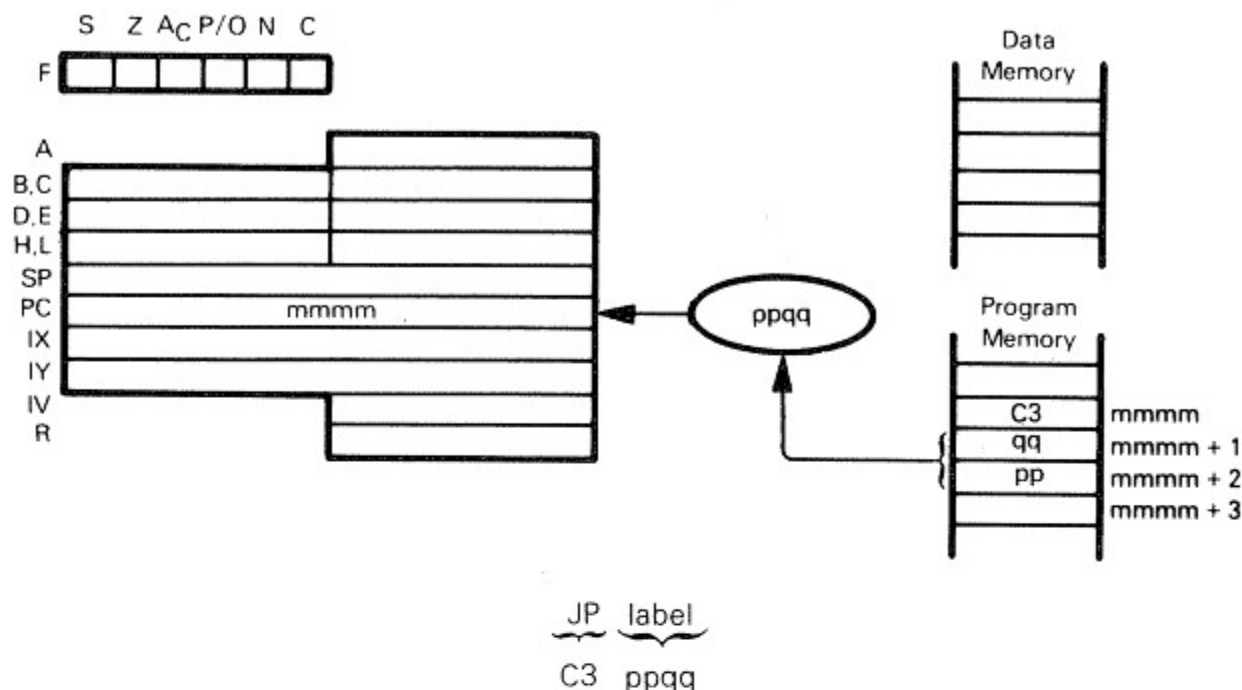 S Z AC P/O N C
F
A
B,C
D,E
H,L
SP
PC mmmm
IX
IY
IV
R
ppqq
Data
Memory
Program
Memory
C3 mmmm
qq mmmm + 1
pp mmmm + 2
mmmm + 3
JP label
C3 ppqq